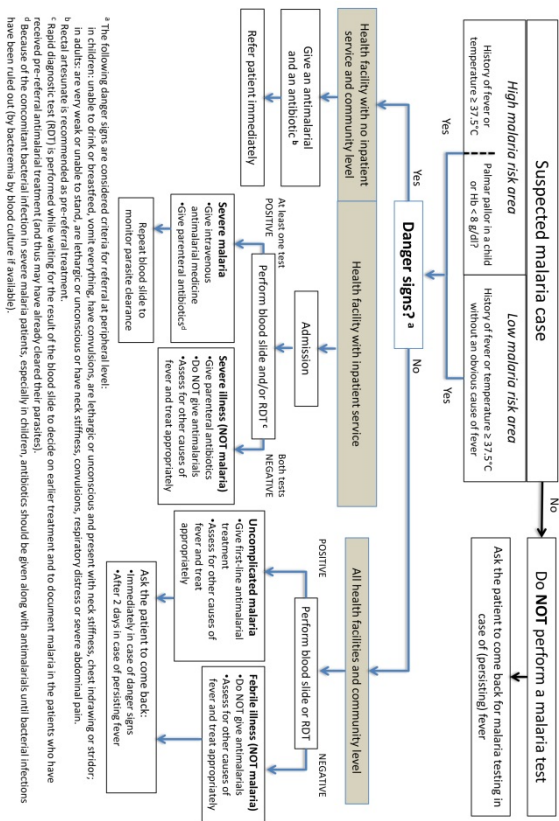 Suspected malaria case
High malaria risk area
Low malaria risk area
History of fever or
temperature ≥ 37.5°C
Palmar pallor in a child
or Hb < 8 g/dl?
History of fever or temperature ≥ 37.5°C
without an obvious cause of fever
No
Do NOT perform a malaria test
Ask the patient to come back for malaria testing in
case of (persisting) fever
Yes
Yes
Danger signs? a
Yes
No
Health facility with no inpatient
service and community level
Health facility with inpatient service
All health facilities and community level
Give an antimalarial
and an antibiotic b
Refer patient immediately
Admission
Perform blood slide and/or RDT c
At least one test
POSITIVE
Both tests
NEGATIVE
Severe malaria
•Give intravenous
antimalarial medicine
•Give parenteral antibiotics d
Repeat blood slide to
monitor parasite clearance
Severe illness (NOT malaria)
•Give parenteral antibiotics
•Do NOT give antimalarials
•Assess for other causes of
fever and treat appropriately
Perform blood slide or RDT
POSITIVE
NEGATIVE
Uncomplicated malaria
•Give first-line antimalarial
treatment
•Assess for other causes of
fever and treat
appropriately
Febrile illness (NOT malaria)
•Do NOT give antimalarials
•Assess for other causes of
fever and treat appropriately
Ask the patient to come back:
•Immediately in case of danger signs
•After 2 days in case of persisting fever
a The following danger signs are considered criteria for referral at peripheral level:
in children: unable to drink or breastfeed, vomit everything, have convulsions, are lethargic or unconscious and present with neck stiffness, chest indrawing or stridor;
in adults: are very weak or unable to stand, are lethargic or unconscious or have neck stiffness, convulsions, respiratory distress or severe abdominal pain.
b Rectal artesunate is recommended as pre-referral treatment.
c Rapid diagnostic test (RDT) is performed while waiting for the result of the blood slide to decide on earlier treatment and to document malaria in the patients who have
received pre-referral antimalarial treatment (and thus may have already cleared their parasites).
d Because of the concomitant bacterial infection in severe malaria patients, especially in children, antibiotics should be given along with antimalarials until bacterial infections
have been ruled out (by bacteremia by blood culture if available).